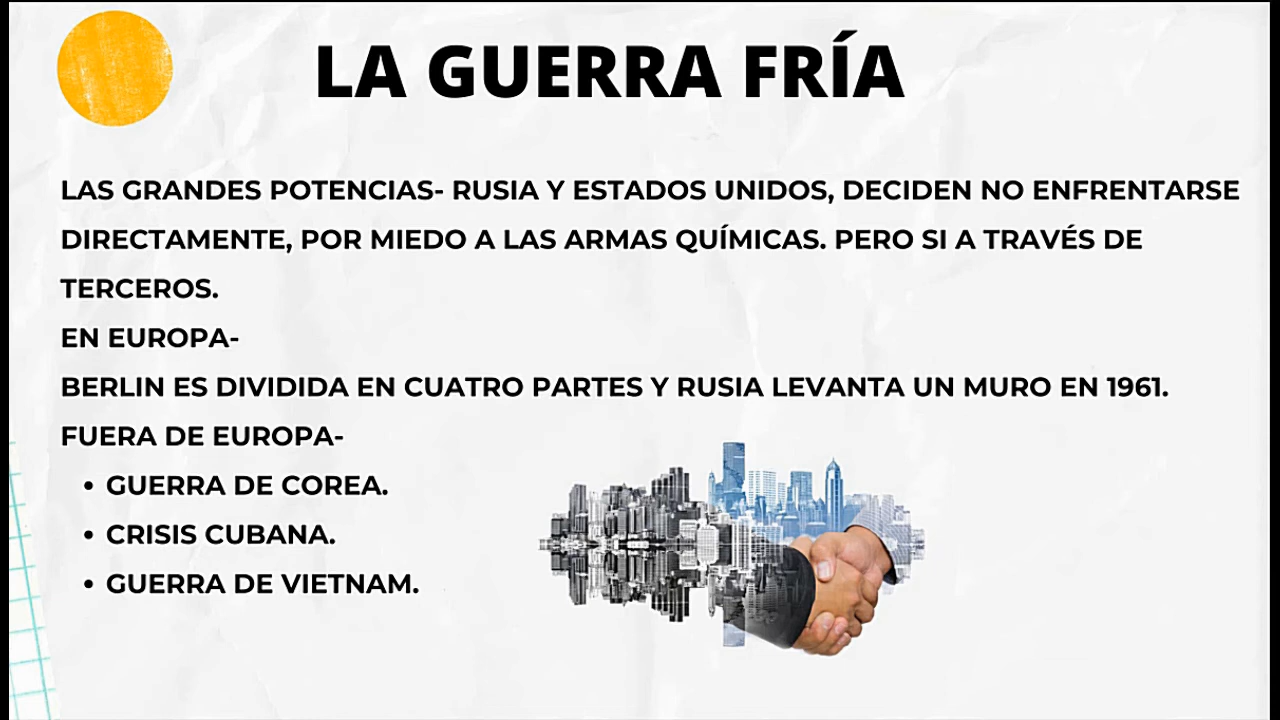 LA GUERRA FRÍA
LAS GRANDES POTENCIAS- RUSIA Y ESTADOS UNIDOS, DECIDEN NO ENFRENTARSE
DIRECTAMENTE, POR MIEDO A LAS ARMAS QUÍMICAS. PERO SI A TRAVÉS DE
TERCEROS.
EN EUROPA-
BERLIN ES DIVIDIDA EN CUATRO PARTES Y RUSIA LEVANTA UN MURO EN 1961.
FUERA DE EUROPA-
• GUERRA DE COREA.
• CRISIS CUBANA.
• GUERRA DE VIETNAM.